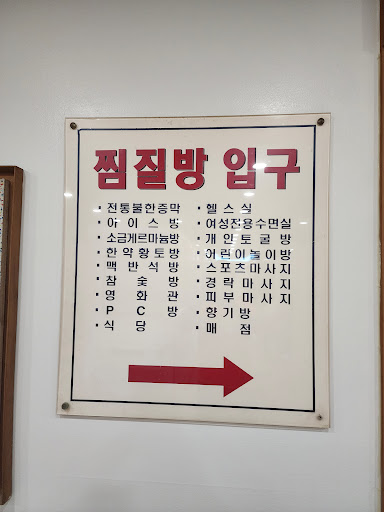 찜질방 입구
· 전통불한증막
· 아이스방
· 소금게르마늄방
· 한약황토방
· 맥반석방
· 참숯방
· 영화관
· PC방
· 식당
· 헬스실
· 여성전용수면실
· 개인토굴방
· 어린이놀이방
· 스포츠마사지
· 경락마사지
· 피부마사지
· 향기방
· 매점